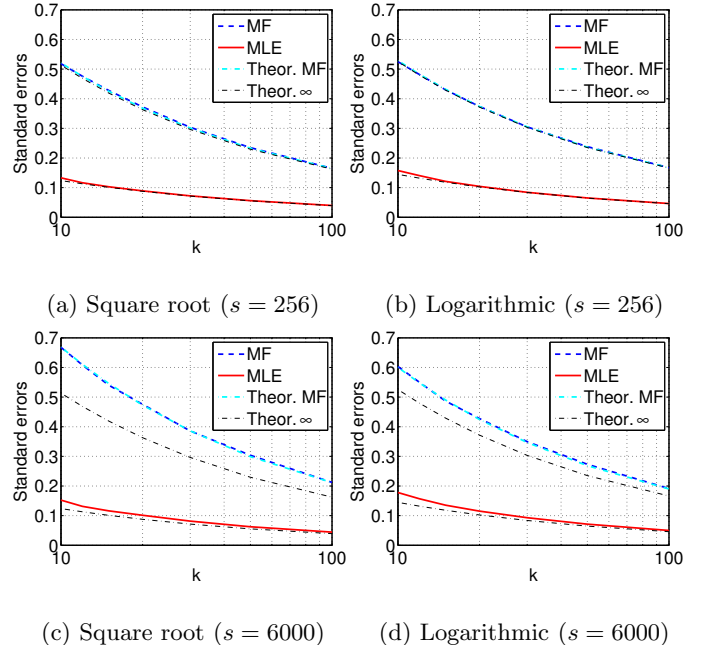 0.7
0.6
0.5
0.4
0.3
0.2
0.1
0
Standard errors
10
100
k
MF
MLE
Theor. MF
Theor. ∞
(a) Square root (s = 256)
0.7
0.6
0.5
0.4
0.3
0.2
0.1
0
Standard errors
10
100
k
MF
MLE
Theor. MF
Theor. ∞
(b) Logarithmic (s = 256)
0.7
0.6
0.5
0.4
0.3
0.2
0.1
0
Standard errors
10
100
k
MF
MLE
Theor. MF
Theor. ∞
(c) Square root (s = 6000)
0.7
0.6
0.5
0.4
0.3
0.2
0.1
0
Standard errors
10
100
k
MF
MLE
Theor. MF
Theor. ∞
(d) Logarithmic (s = 6000)